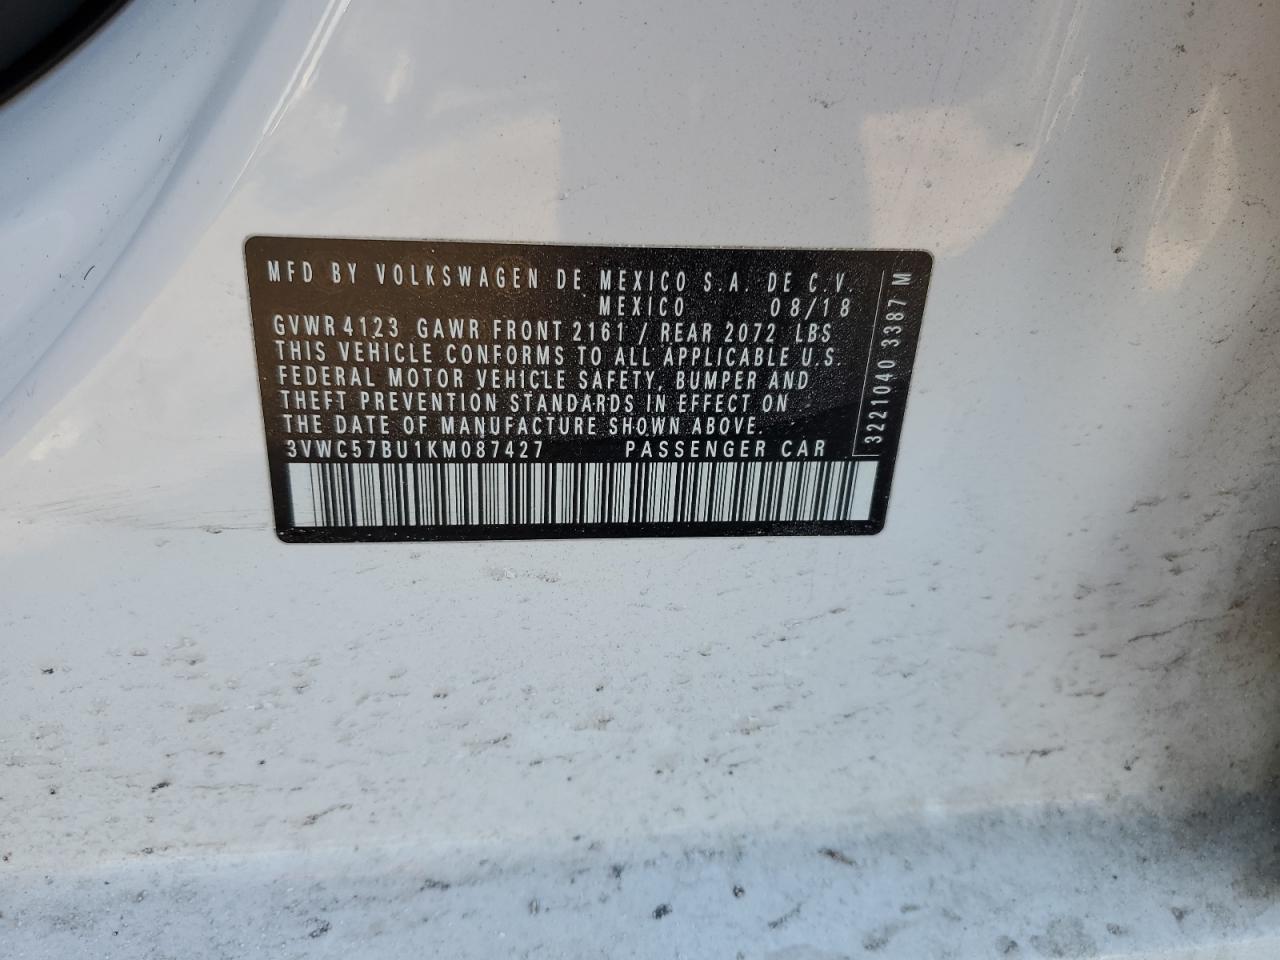 MFD BY VOLKSWAGEN DE MEXICO S.A. DE C.V.
MEXICO 08/18
GVWR 4123 GAWR FRONT 2161 / REAR 2072 LBS
THIS VEHICLE CONFORMS TO ALL APPLICABLE U.S.
FEDERAL MOTOR VEHICLE SAFETY, BUMPER AND
THEFT PREVENTION STANDARDS IN EFFECT ON
THE DATE OF MANUFACTURE SHOWN ABOVE.
3VWC57BU1KM087427 PASSENGER CAR
3221040 3387 M